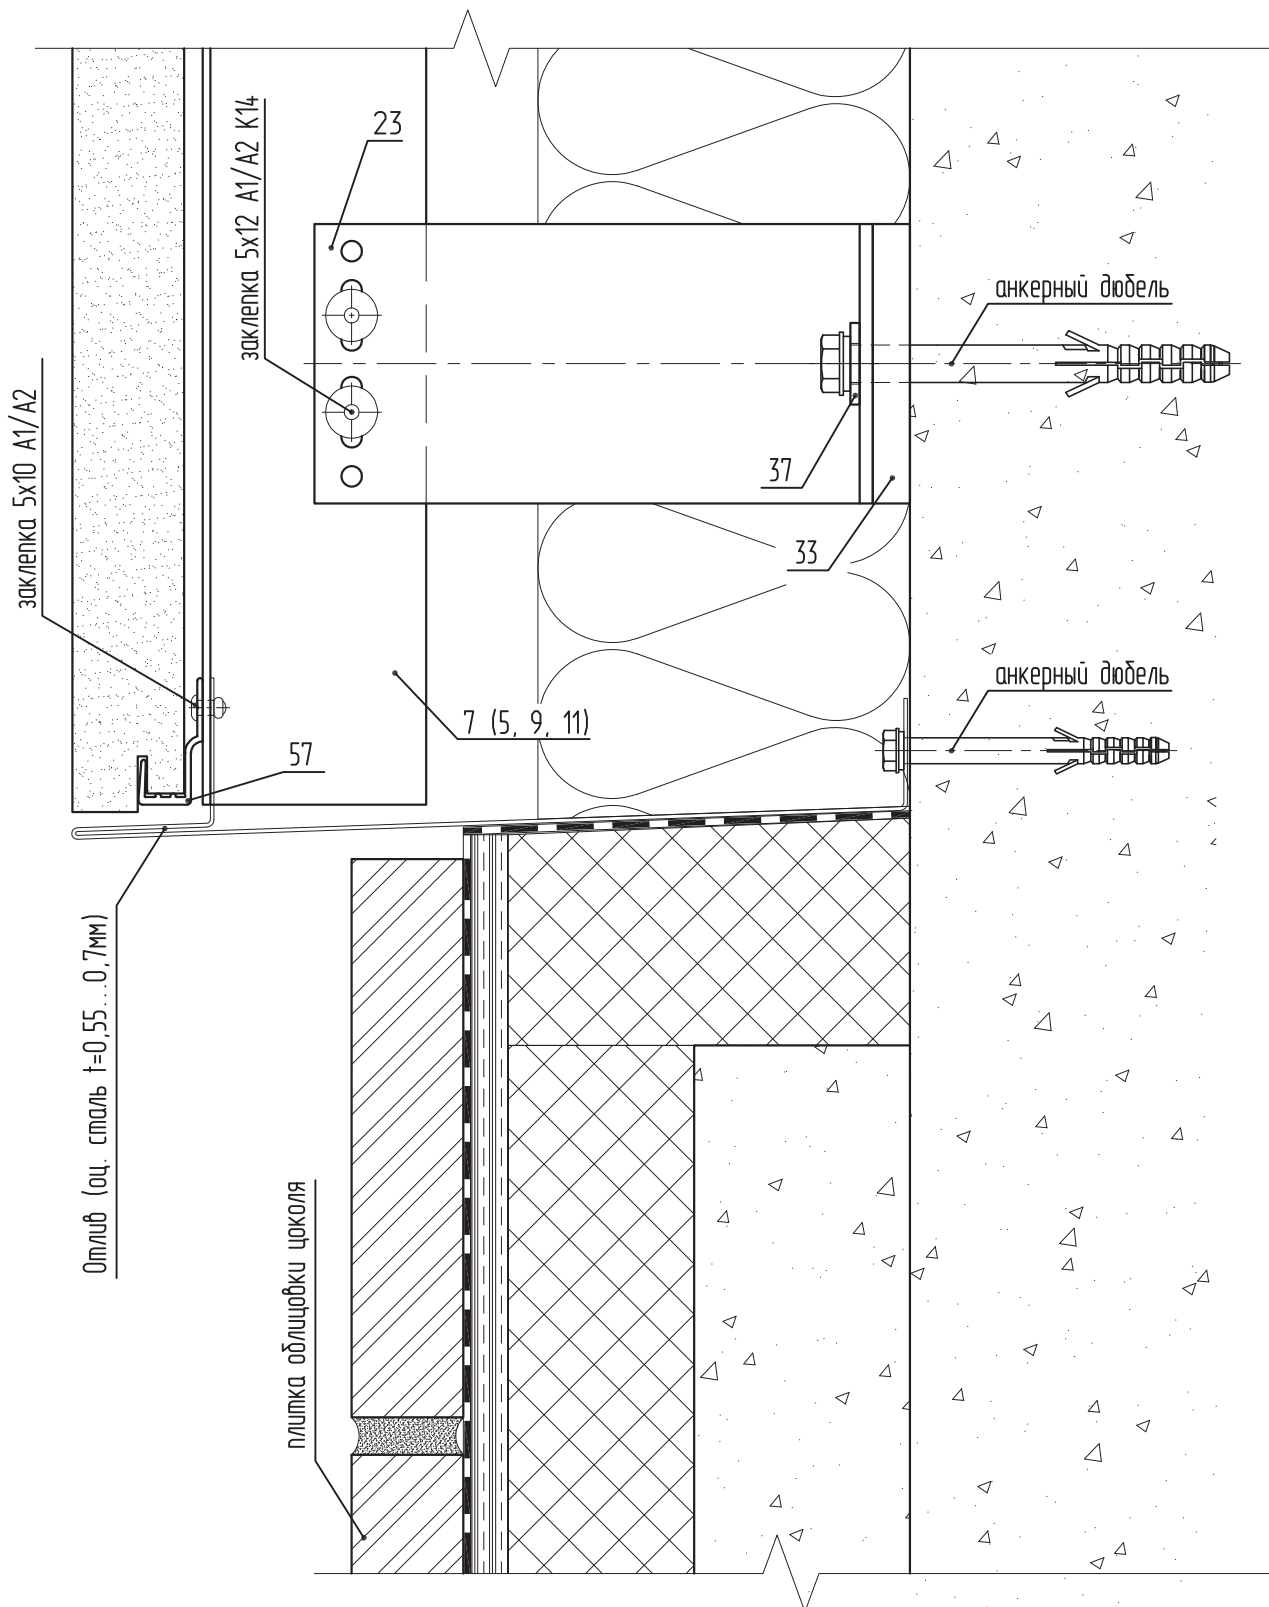 23
заклепка 5х12 А1/А2 К14
анкерный дюбель
заклепка 5х10 А1/А2
37
33
анкерный дюбель
7 (5, 9, 11)
57
Отлив (оц. сталь t=0,55...0,7мм)
плитка облицовки цоколя